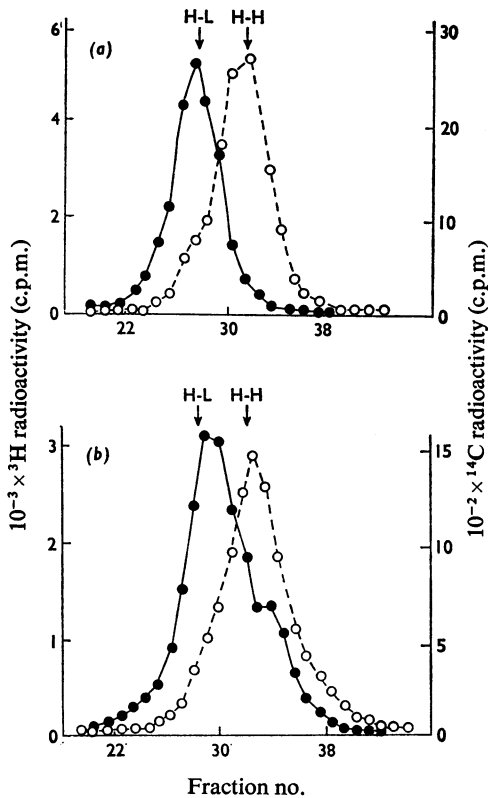 H-L H-H
(a)
6
4
2
0
30
20
10
0
22 30 38
H-L H-H
(b)
3
2
1
0
15
10
5
0
22 30 38
10⁻³ × ³H radioactivity (c.p.m.)
10⁻² × ¹⁴C radioactivity (c.p.m.)
Fraction no.